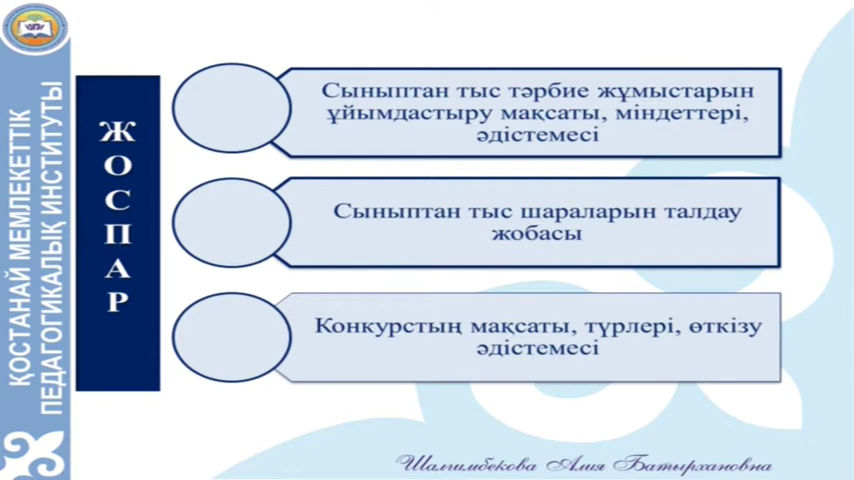 ҚОСТАНАЙ МЕМЛЕКЕТТІК
ПЕДАГОГИКАЛЫҚ ИНСТИТУТЫ
ЖОСПАР
Сыныптан тыс тәрбие жұмыстарын
ұйымдастыру мақсаты, міндеттері,
әдістемесі
Сыныптан тыс шараларын талдау
жобасы
Конкурстың мақсаты, түрлері, өткізу
әдістемесі
Шалгимбекова Алия Батырхановна